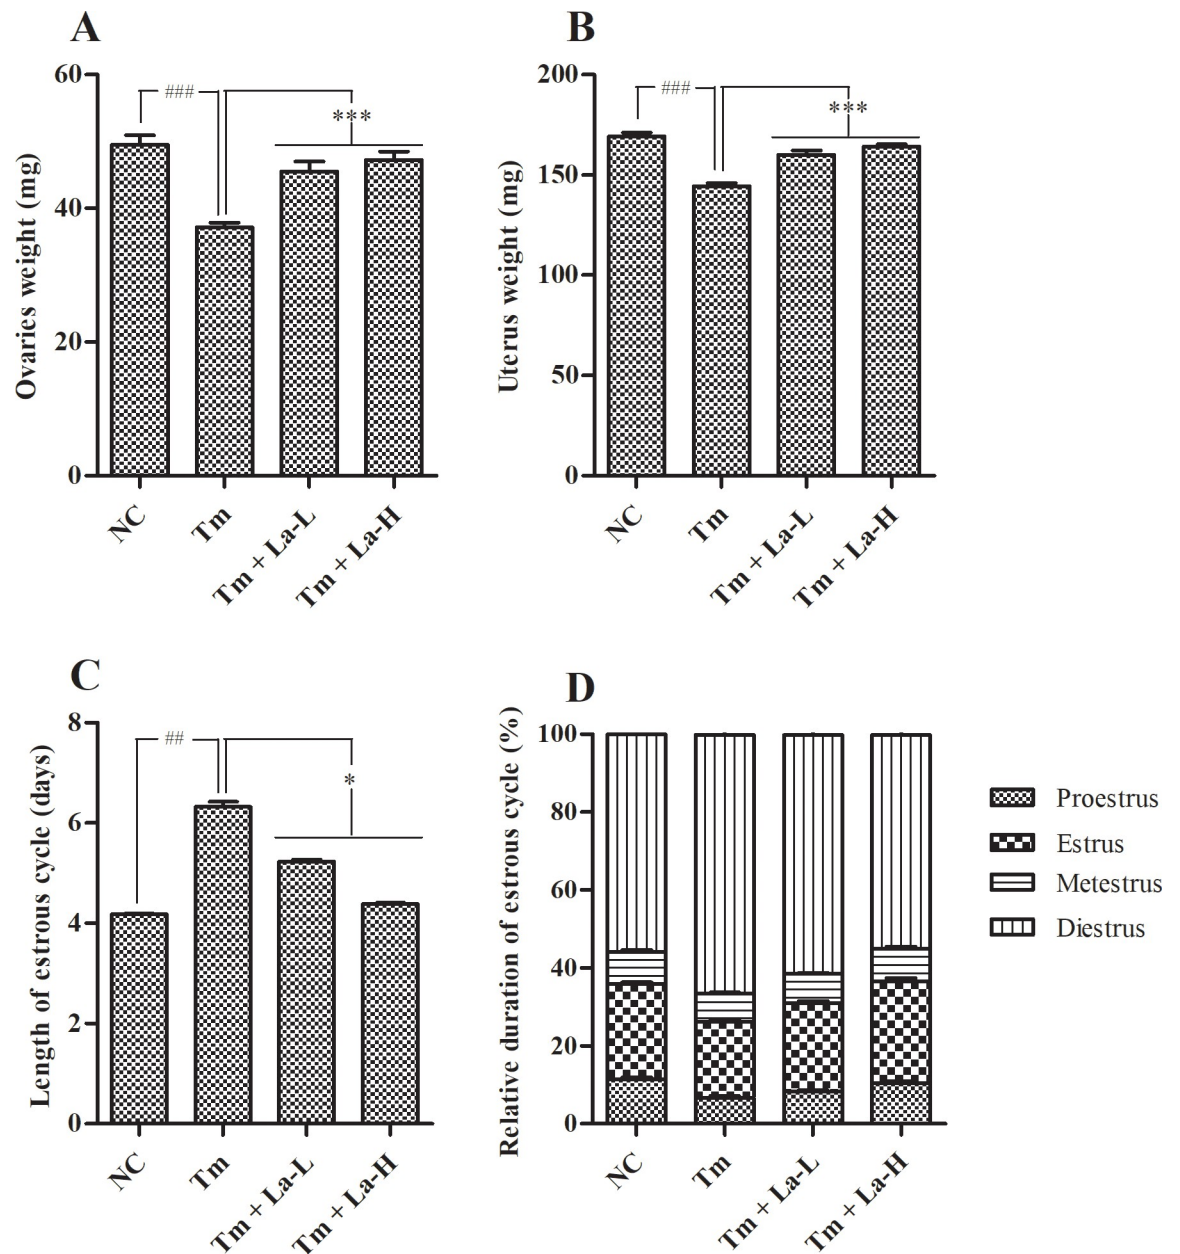 A
Ovaries weight (mg)
60
40
20
0
###
***
NC
Tm
Tm + La-L
Tm + La-H
B
Uterus weight (mg)
200
150
100
50
0
###
***
NC
Tm
Tm + La-L
Tm + La-H
C
Length of estrous cycle (days)
8
6
4
2
0
##
*
NC
Tm
Tm + La-L
Tm + La-H
D
Relative duration of estrous cycle (%)
100
80
60
40
20
0
NC
Tm
Tm + La-L
Tm + La-H
Proestrus
Estrus
Metestrus
Diestrus